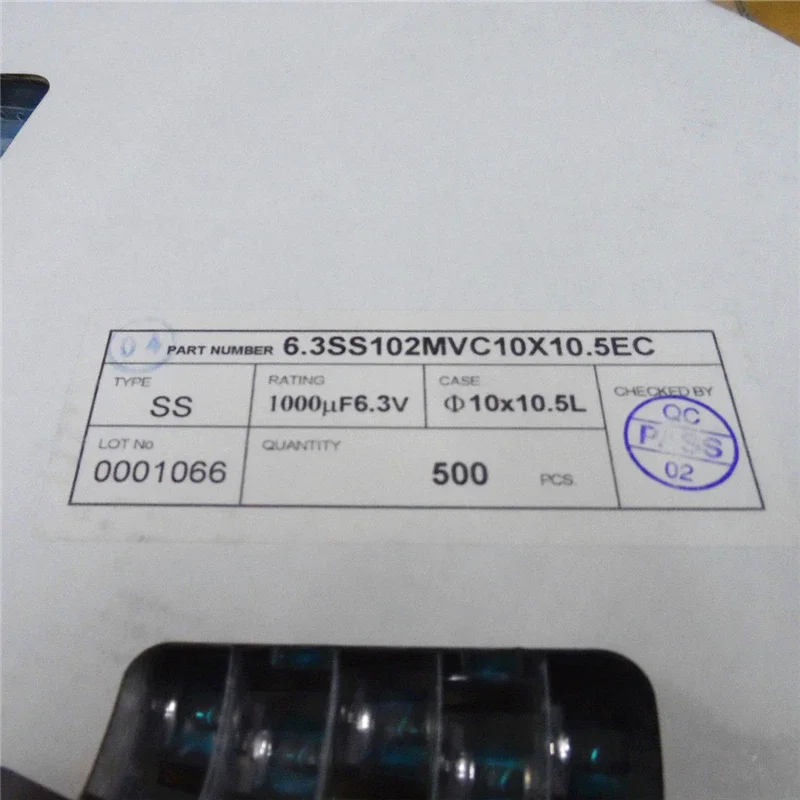 04 PART NUMBER 6.3SS102MVC10X10.5EC
TYPE RATING CASE CHECKED BY
SS 1000μF6.3V Φ10x10.5L
QC
PASS
02
LOT No QUANTITY
0001066 500 PCS.